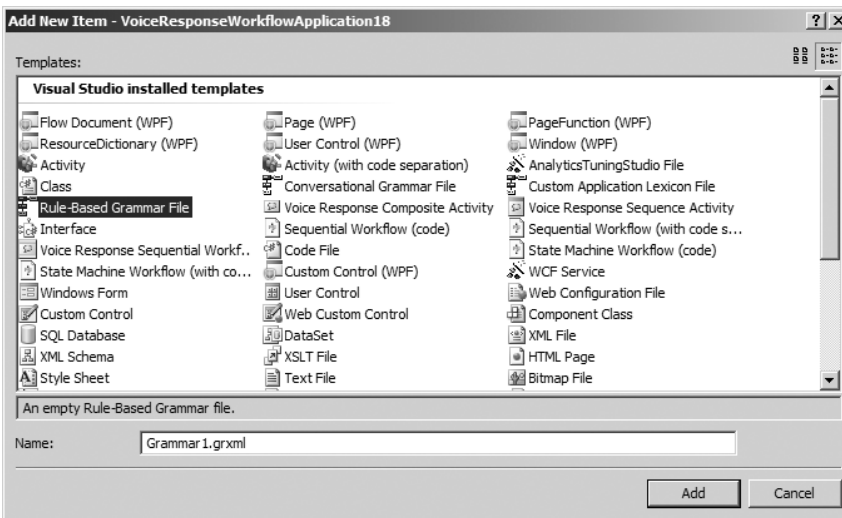 Add New Item - VoiceResponseWorkflowApplication18
Templates:
Visual Studio installed templates
Flow Document (WPF) Page (WPF) PageFunction (WPF)
ResourceDictionary (WPF) User Control (WPF) Window (WPF)
Activity Activity (with code separation) AnalyticsTuningStudio File
Class Conversational Grammar File Custom Application Lexicon File
Rule-Based Grammar File Voice Response Composite Activity Voice Response Sequence Activity
Interface Sequential Workflow (code) Sequential Workflow (with code s...
Voice Response Sequential Workf... Code File State Machine Workflow (code)
State Machine Workflow (with co... Custom Control (WPF) WCF Service
Windows Form User Control Web Configuration File
Custom Control Web Custom Control Component Class
SQL Database DataSet XML File
XML Schema XSLT File HTML Page
Style Sheet Text File Bitmap File
An empty Rule-Based Grammar file.
Name: Grammar1.grxml
Add Cancel